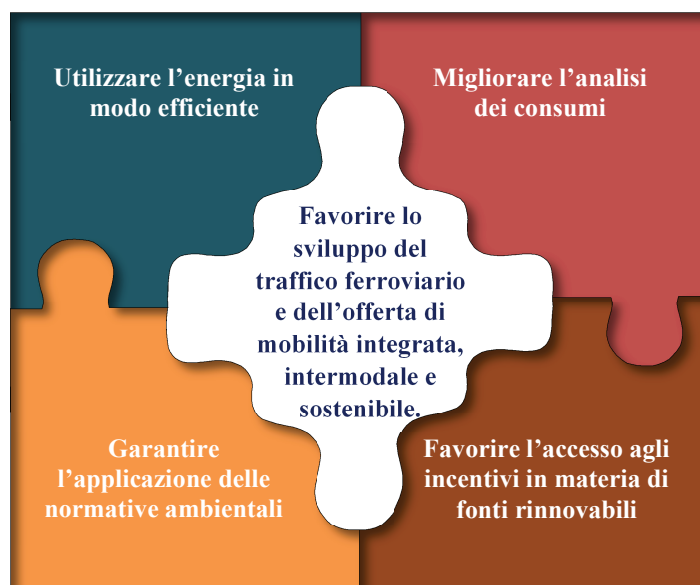 Utilizzare l’energia in
modo efficiente
Migliorare l’analisi
dei consumi
Favorire lo
sviluppo del
traffico ferroviario
e dell’offerta di
mobilità integrata,
intermodale e
sostenibile.
Garantire
l’applicazione delle
normative ambientali
Favorire l’accesso agli
incentivi in materia di
fonti rinnovabili